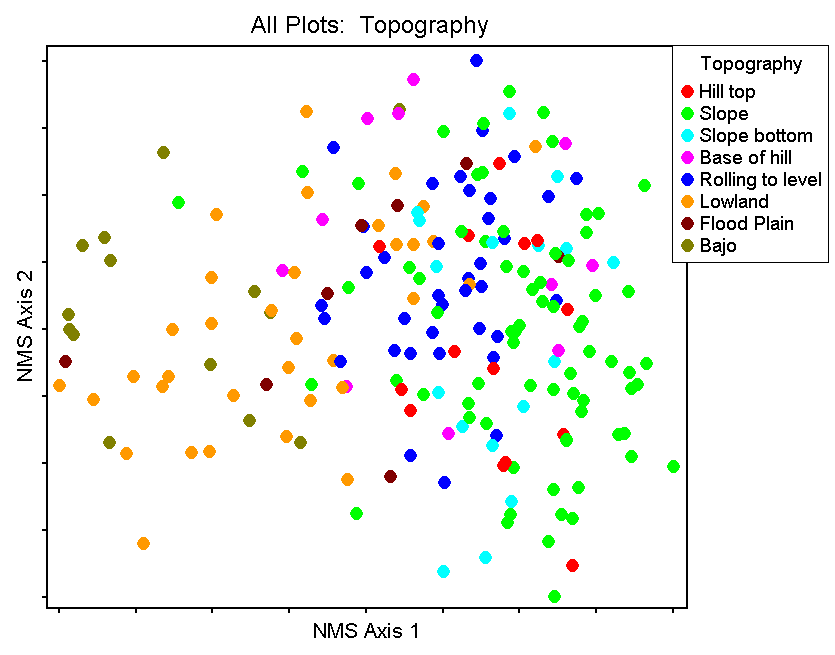 All Plots:  Topography
Topography
Hill top
Slope
Slope bottom
Base of hill
Rolling to level
Lowland
Flood Plain
Bajo
NMS Axis 2
NMS Axis 1